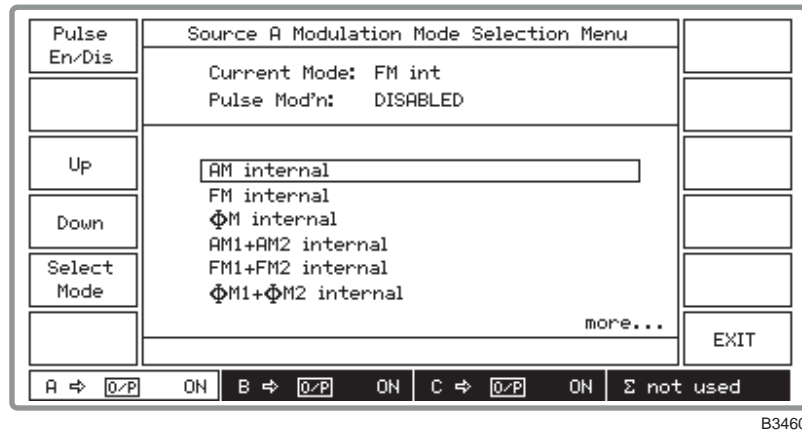 Pulse
En/Dis
Up
Down
Select
Mode
Source A Modulation Mode Selection Menu
Current Mode: FM int
Pulse Mod'n: DISABLED
AM internal
FM internal
ΦM internal
AM1+AM2 internal
FM1+FM2 internal
ΦM1+ΦM2 internal
more...
EXIT
A ⇨ O/P ON B ⇨ O/P ON C ⇨ O/P ON Σ not used
B3460